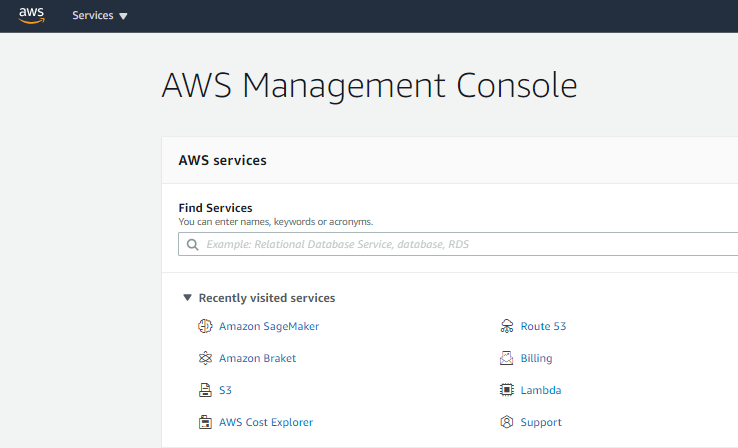 aws
Services
AWS Management Console
AWS services
Find Services
You can enter names, keywords or acronyms.
Example: Relational Database Service, database, RDS
Recently visited services
Amazon SageMaker
Route 53
Amazon Braket
Billing
S3
Lambda
AWS Cost Explorer
Support